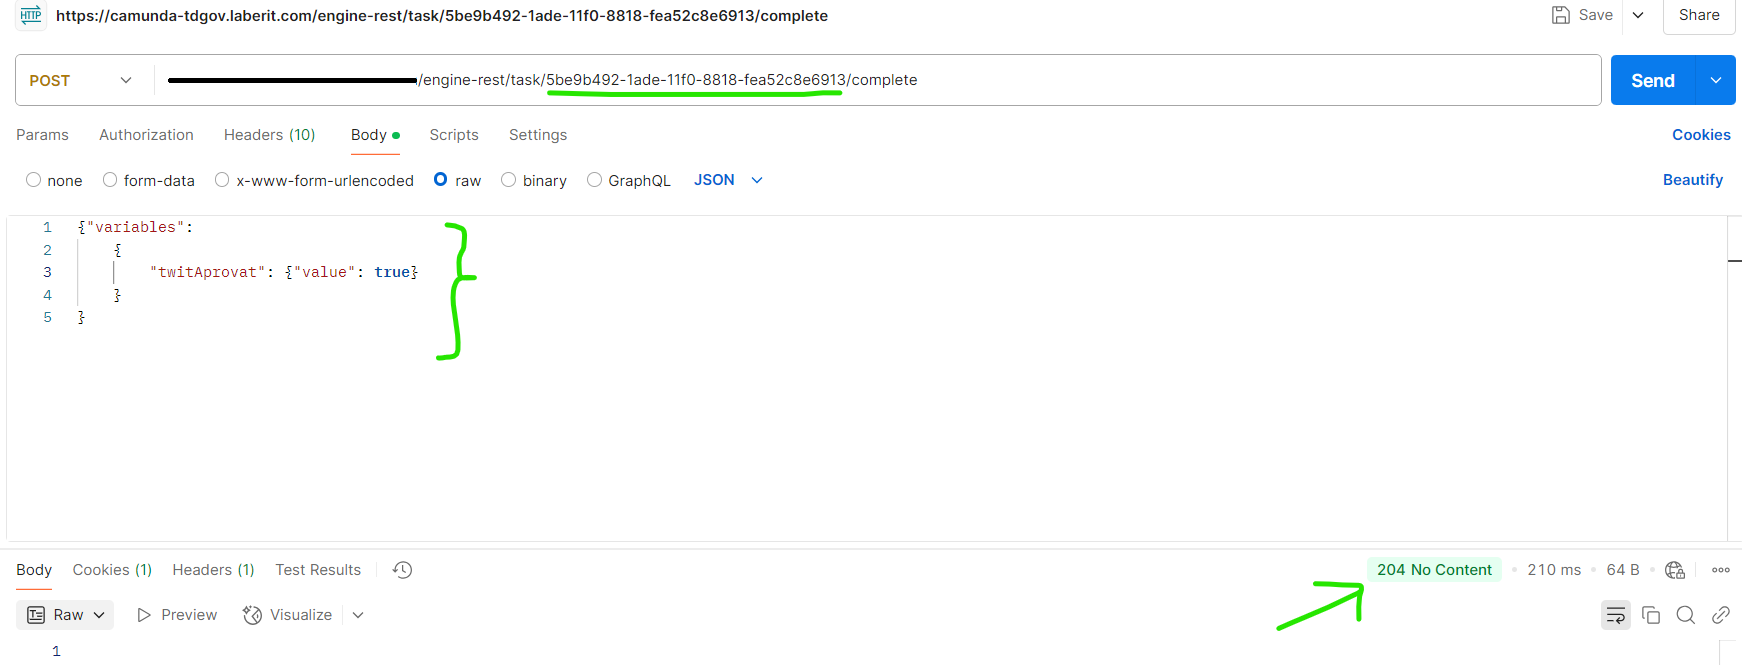 HTTP https://camunda-tdgov.laberit.com/engine-rest/task/5be9b492-1ade-11f0-8818-fea52c8e6913/complete Save Share
POST /engine-rest/task/5be9b492-1ade-11f0-8818-fea52c8e6913/complete Send
Params Authorization Headers (10) Body Scripts Settings Cookies
none form-data x-www-form-urlencoded raw binary GraphQL JSON Beautify
1 {"variables":
2 {
3 "twitAprovat": {"value": true}
4 }
5 }
Body Cookies (1) Headers (1) Test Results 204 No Content 210 ms 64 B
Raw Preview Visualize
1